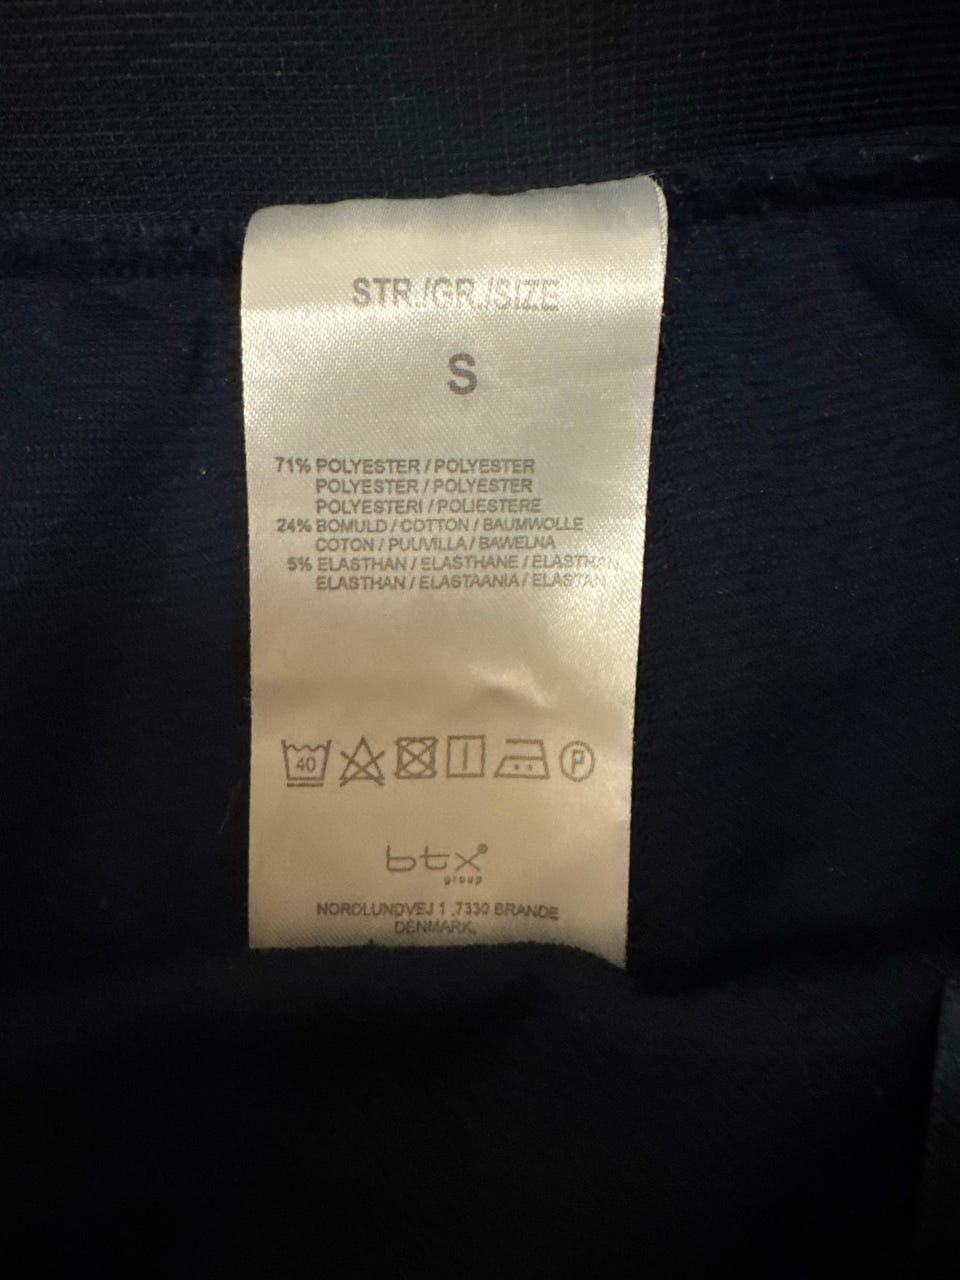 STR./GR./SIZE
S
71% POLYESTER / POLYESTER
POLYESTER / POLYESTER
POLYESTERI / POLIESTERE
24% BOMULD / COTTON / BAUMWOLLE
COTON / PUUVILLA / BAWELNA
5% ELASTHAN / ELASTHANE / ELASTHAN
ELASTHAN / ELASTAANIA / ELASTAN
40
P
btx
group
NORDLUNDVEJ 1 ,7330 BRANDE
DENMARK,